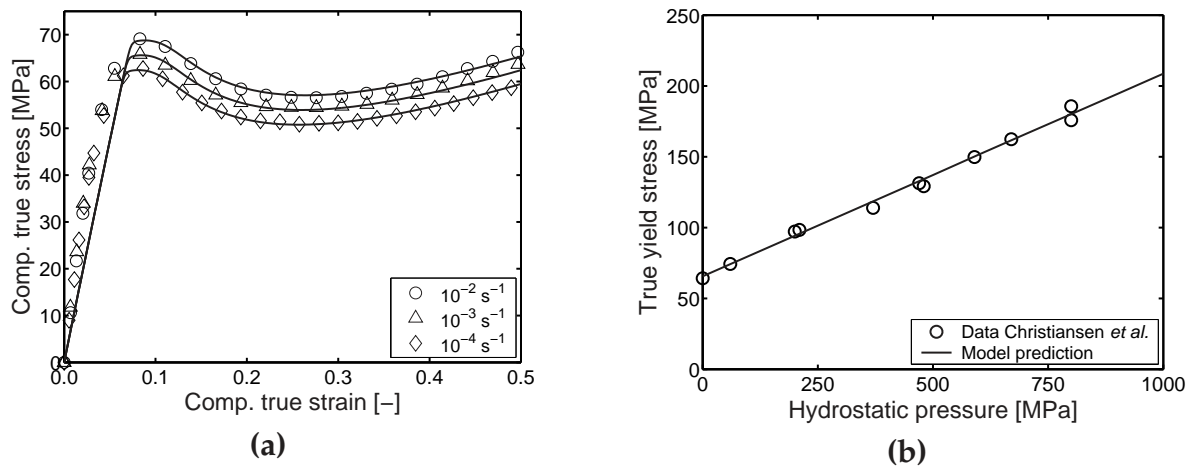 Comp. true stress [MPa]
70
60
50
40
30
20
10
0
0.0 0.1 0.2 0.3 0.4 0.5
Comp. true strain [−]
10−2 s−1
10−3 s−1
10−4 s−1
(a)
True yield stress [MPa]
250
200
150
100
50
0
0 250 500 750 1000
Hydrostatic pressure [MPa]
Data Christiansen et al.
Model prediction
(b)